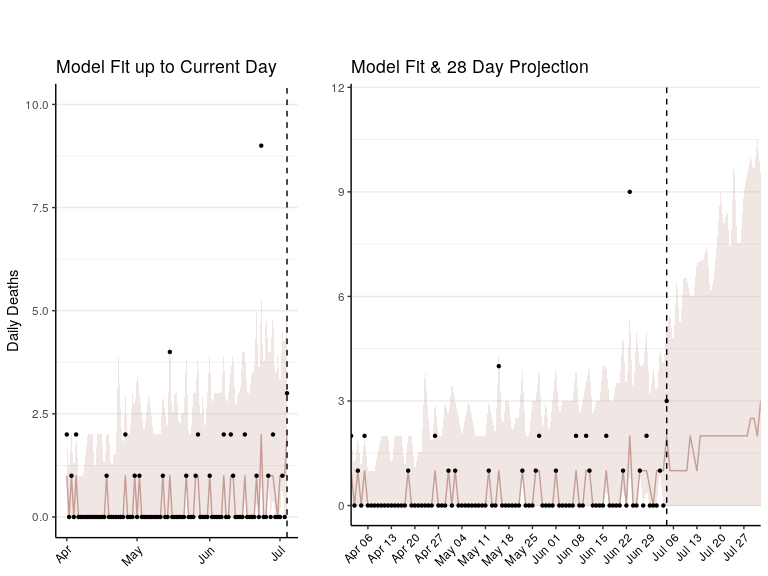 Model Fit up to Current Day
Daily Deaths
10.0
7.5
5.0
2.5
0.0
Apr
May
Jun
Jul
Model Fit & 28 Day Projection
12
9
6
3
0
Apr 06
Apr 13
Apr 20
Apr 27
May 04
May 11
May 18
May 25
Jun 01
Jun 08
Jun 15
Jun 22
Jun 29
Jul 06
Jul 13
Jul 20
Jul 27